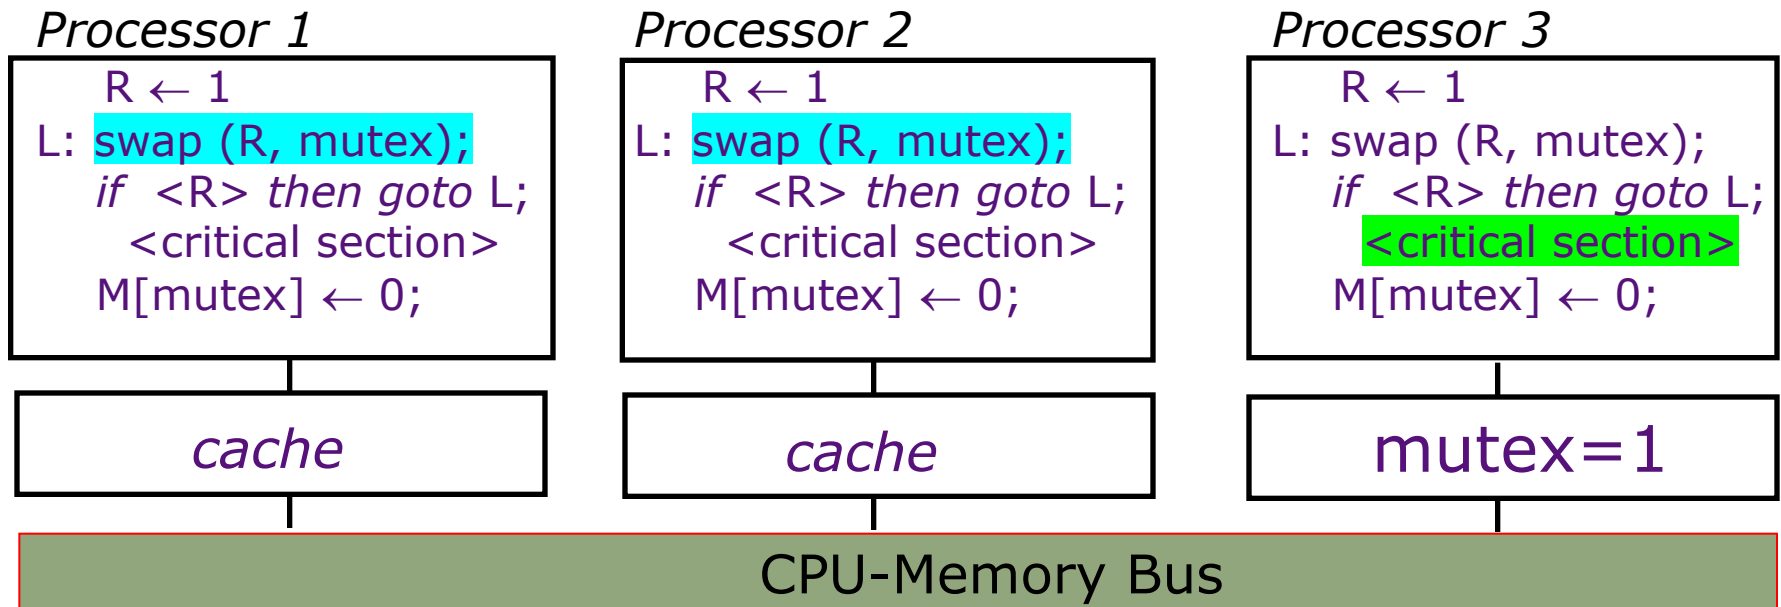 Processor 1
R ← 1
L: swap (R, mutex);
if <R> then goto L;
<critical section>
M[mutex] ← 0;
cache
Processor 2
R ← 1
L: swap (R, mutex);
if <R> then goto L;
<critical section>
M[mutex] ← 0;
cache
Processor 3
R ← 1
L: swap (R, mutex);
if <R> then goto L;
<critical section>
M[mutex] ← 0;
mutex=1
CPU-Memory Bus